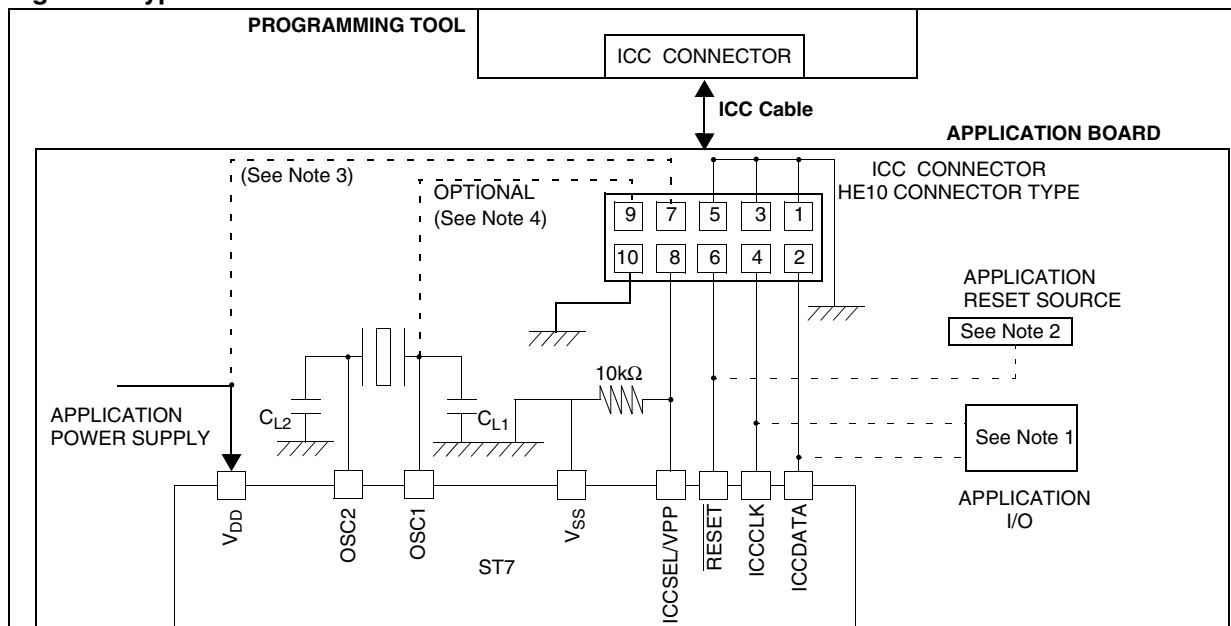 PROGRAMMING TOOL
ICC CONNECTOR
ICC Cable
APPLICATION BOARD
(See Note 3)
OPTIONAL
(See Note 4)
ICC CONNECTOR
HE10 CONNECTOR TYPE
9 7 5 3 1
10 8 6 4 2
APPLICATION
RESET SOURCE
See Note 2
10kΩ
APPLICATION
POWER SUPPLY
CL2
CL1
See Note 1
APPLICATION
I/O
VDD
OSC2
OSC1
VSS
ICCSEL/VPP
RESET
ICCCLK
ICCDATA
ST7